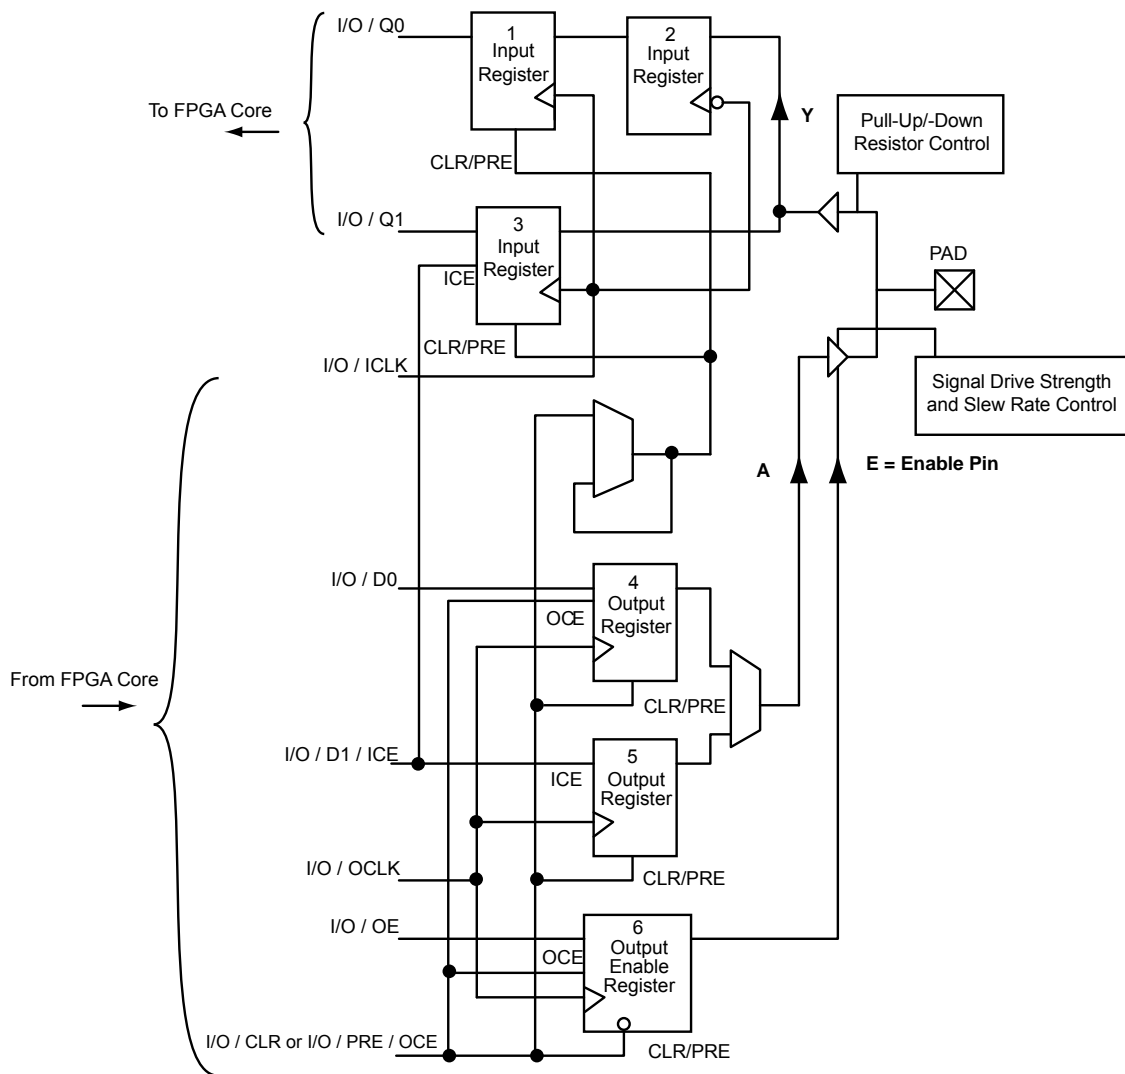 I/O / Q0
1
Input
Register
2
Input
Register
To FPGA Core
Y
Pull-Up/-Down
Resistor Control
CLR/PRE
I/O / Q1
3
Input
Register
ICE
PAD
CLR/PRE
I/O / ICLK
Signal Drive Strength
and Slew Rate Control
A
E = Enable Pin
I/O / D0
4
Output
Register
OCE
From FPGA Core
CLR/PRE
I/O / D1 / ICE
5
Output
Register
ICE
I/O / OCLK
CLR/PRE
I/O / OE
6
Output
Enable
Register
OCE
I/O / CLR or I/O / PRE / OCE
CLR/PRE